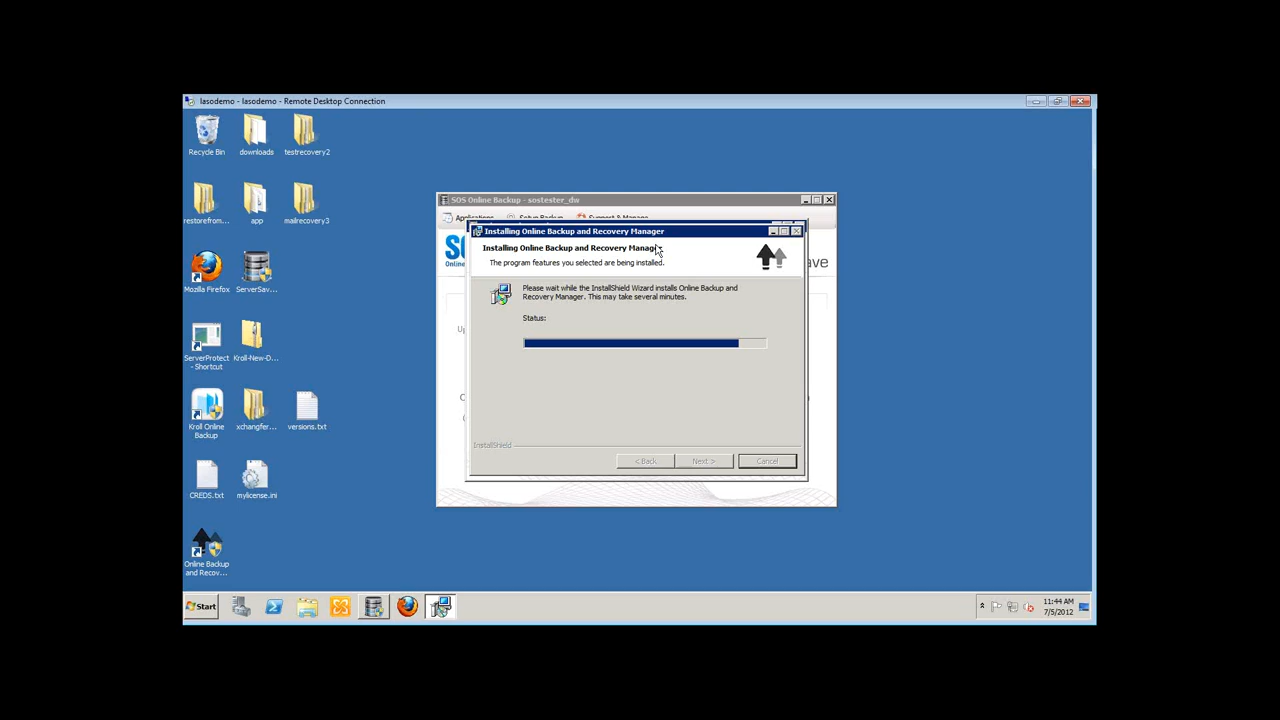 lasodemo - lasodemo - Remote Desktop Connection
Recycle Bin
downloads
testrecovery2
restorefrom...
app
mailrecovery3
Mozilla Firefox
ServerSav...
ServerProtect - Shortcut
Kroll-New-D...
Kroll Online Backup
xchangfer...
versions.txt
CREDS.txt
mylicense.ini
Online Backup and Recov...
SOS Online Backup - sostester_dw
Applications
Setup Backup
Support & Manage
Installing Online Backup and Recovery Manager
Installing Online Backup and Recovery Manager
The program features you selected are being installed.
Please wait while the InstallShield Wizard installs Online Backup and
Recovery Manager. This may take several minutes.
Status:
InstallShield
< Back
Next >
Cancel
Start
11:44 AM
7/5/2012